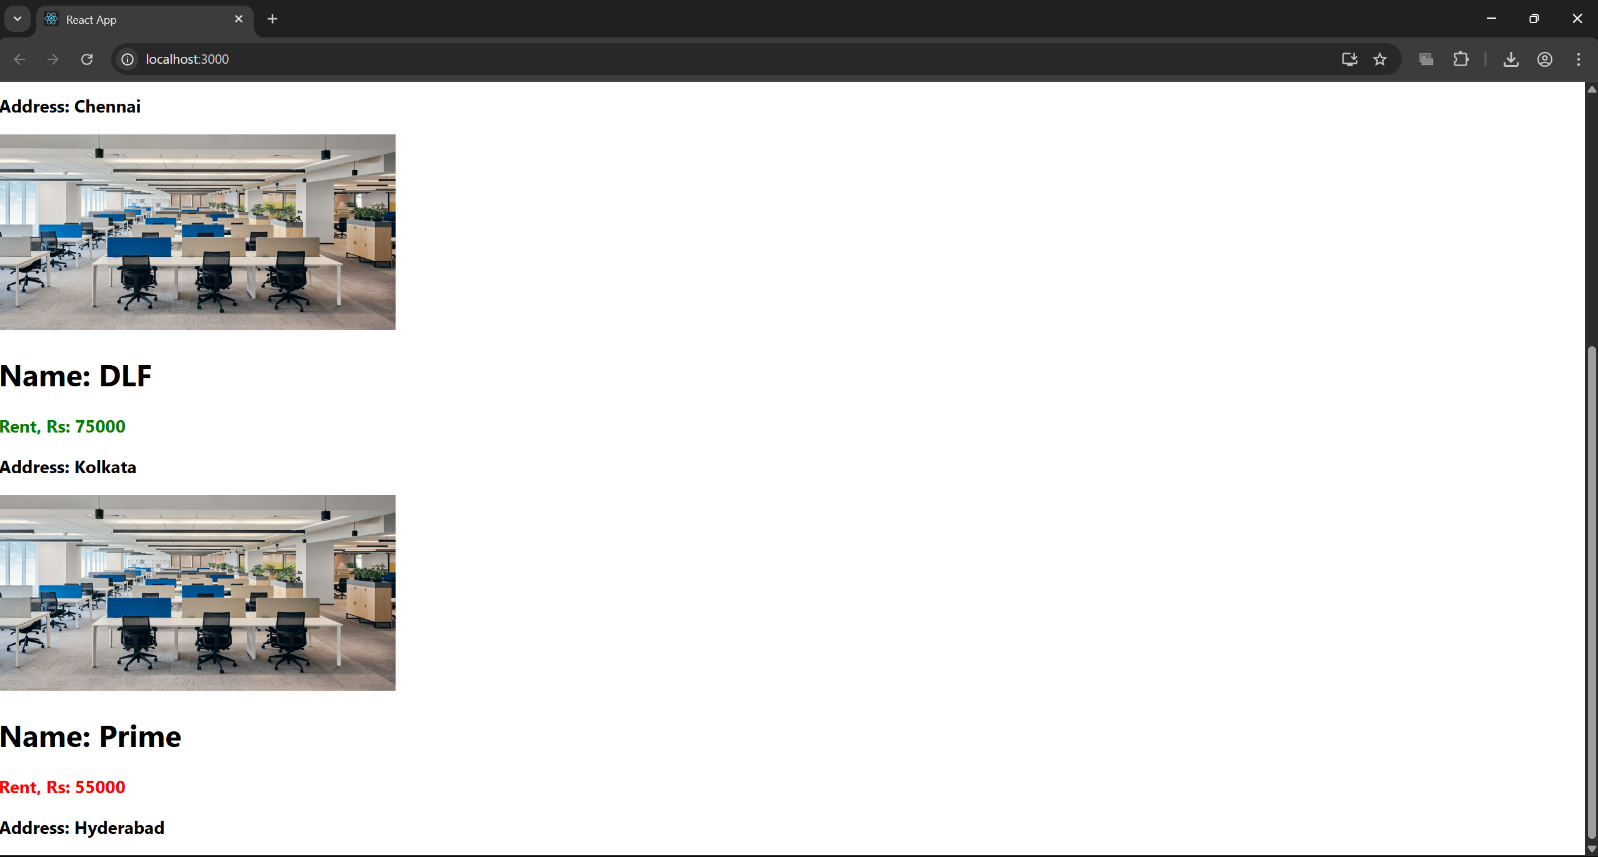 React App
localhost:3000
Address: Chennai
Name: DLF
Rent, Rs: 75000
Address: Kolkata
Name: Prime
Rent, Rs: 55000
Address: Hyderabad